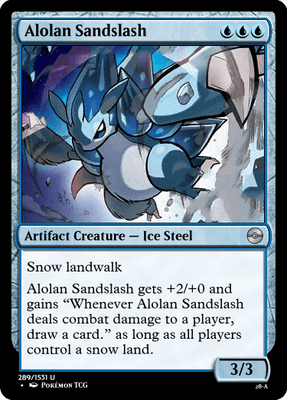 Alolan Sandslash
Artifact Creature — Ice Steel
Snow landwalk
Alolan Sandslash gets +2/+0 and
gains “Whenever Alolan Sandslash
deals combat damage to a player,
draw a card.” as long as all players
control a snow land.
3/3
289/1531 U
• Pokémon TCG
28-A